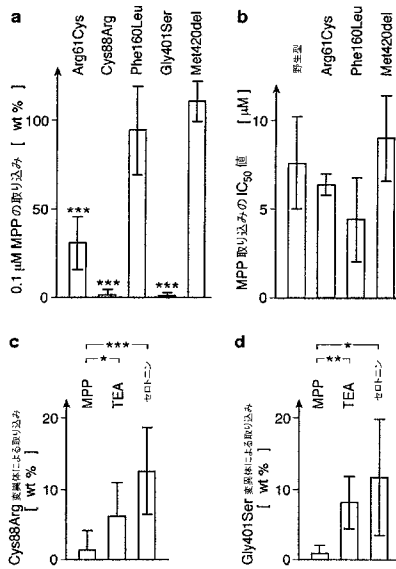 a
Arg61Cys
Cys88Arg
Phe160Leu
Gly401Ser
Met420del
0.1 μM MPP の取り込み [ wt % ]
100
50
0
***
***
***
b
野生型
Arg61Cys
Phe160Leu
Met420del
MPP 取り込みの IC50 値 [ μM ]
10
5
0
c
***
*
MPP
TEA
セロトニン
Cys88Arg 変異体による取り込み
[ wt % ]
20
10
0
d
*
**
MPP
TEA
セロトニン
Gly401Ser 変異体による取り込み
[ wt % ]
20
10
0